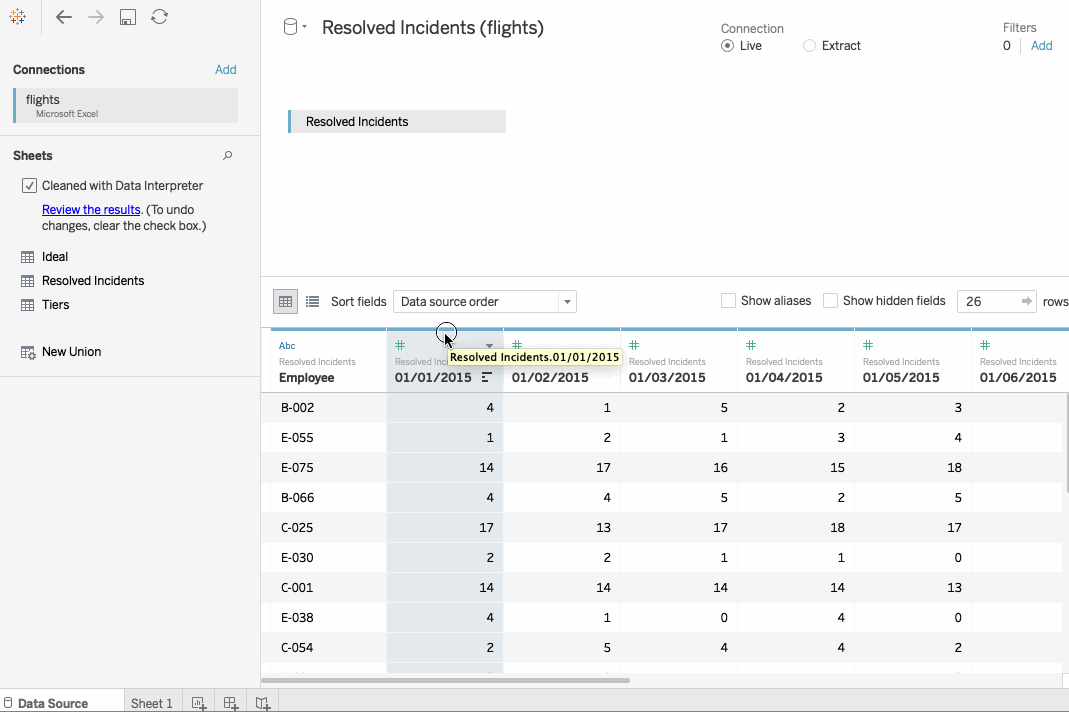 Resolved Incidents (flights)
Connection
Live
Extract
Filters
0
Add
Connections
Add
flights
Microsoft Excel
Sheets
Cleaned with Data Interpreter
Review the results. (To undo
changes, clear the check box.)
Ideal
Resolved Incidents
Tiers
New Union
Resolved Incidents
Sort fields
Data source order
Show aliases
Show hidden fields
26
rows
Abc
Resolved Incidents Resolved Inc Resolved Incidents Resolved Incidents Resolved Incidents Resolved Incidents
Resolved Incidents.01/01/2015
Employee 01/01/2015 01/02/2015 01/03/2015 01/04/2015 01/05/2015 01/06/2015
B-002 4 1 5 2 3
E-055 1 2 1 3 4
E-075 14 17 16 15 18
B-066 4 4 5 2 5
C-025 17 13 17 18 17
E-030 2 2 1 1 0
C-001 14 14 14 14 13
E-038 4 1 0 4 0
C-054 2 5 4 4 2
Data Source
Sheet 1